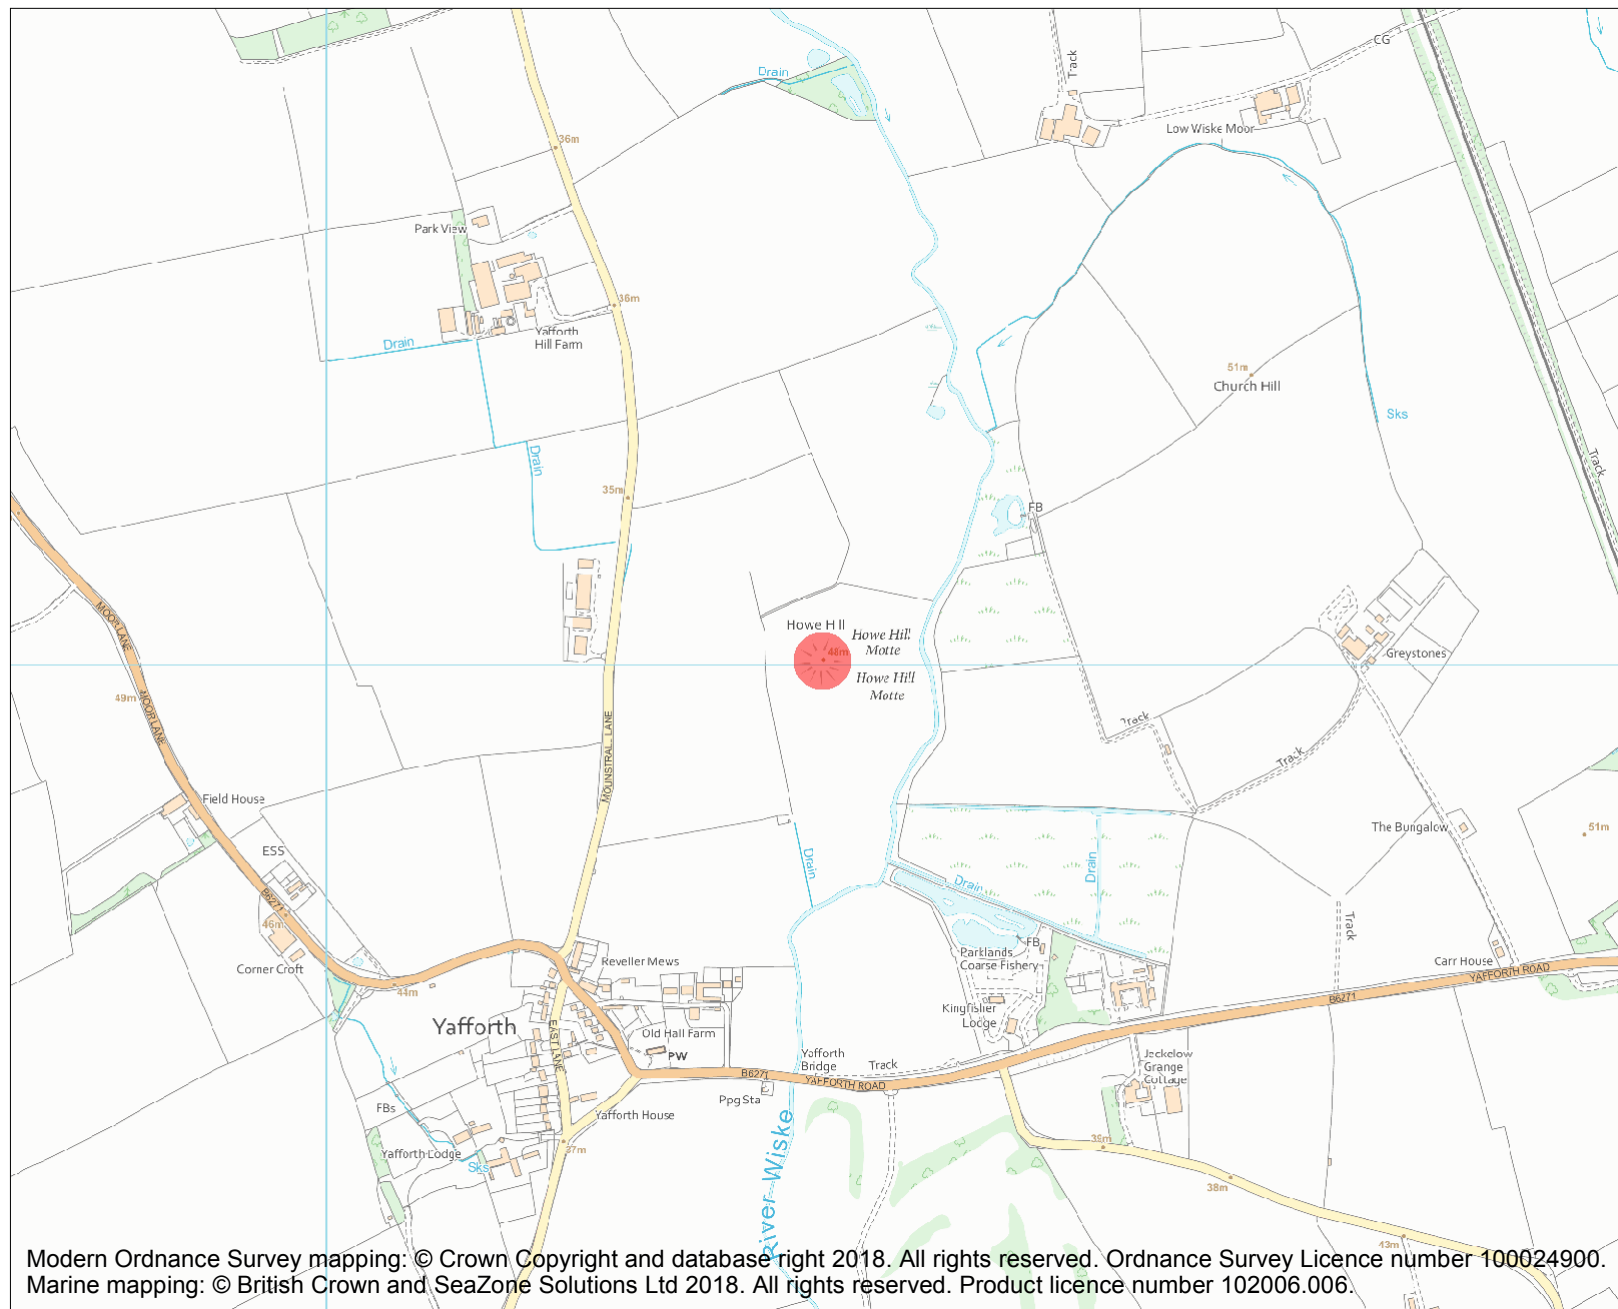 Drain
Track
CG
Low Wiske Moor
36m
Park View
36m
Yafforth
Hill Farm
Drain
51m
Church Hill
Sks
Drain
Track
35m
FB
MOOR LANE
Howe Hill
Howe Hill
Motte
48m
Howe Hill
Motte
Greystones
49m
MOOR LANE
MOUNSTRAL LANE
Track
Track
Field House
The Bungalow
51m
ESS
Drain
Drain
Drain
B6271
46m
Track
Corner Croft
44m
Reveller Mews
FB
Parklands
Coarse Fishery
Carr House
YAFFORTH ROAD
B6271
Kingfisher
Lodge
Yafforth
EAST LANE
Old Hall Farm
PW
Yafforth
Bridge
Track
Jeckelow
Grange
Cottage
B6271
YAFFORTH ROAD
Ppg Sta
FBs
Yafforth House
River Wiske
37m
39m
Yafforth Lodge
Sks
38m
43m
Modern Ordnance Survey mapping: © Crown Copyright and database right 2018. All rights reserved. Ordnance Survey Licence number 100024900.
Marine mapping: © British Crown and SeaZone Solutions Ltd 2018. All rights reserved. Product licence number 102006.006.